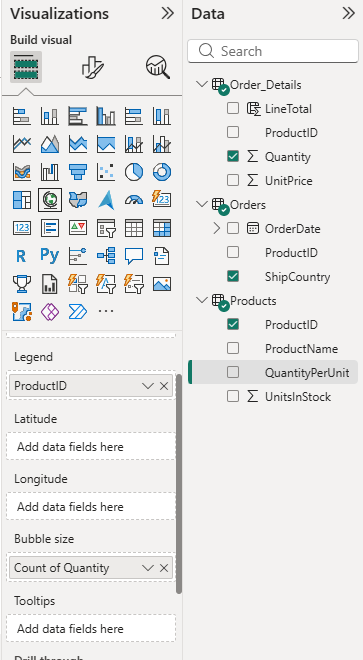 Visualizations
Build visual
123
R
Py
123
Legend
ProductID
Latitude
Add data fields here
Longitude
Add data fields here
Bubble size
Count of Quantity
Tooltips
Add data fields here
Drill through
Data
Search
Order_Details
LineTotal
ProductID
Quantity
UnitPrice
Orders
OrderDate
ProductID
ShipCountry
Products
ProductID
ProductName
QuantityPerUnit
UnitsInStock